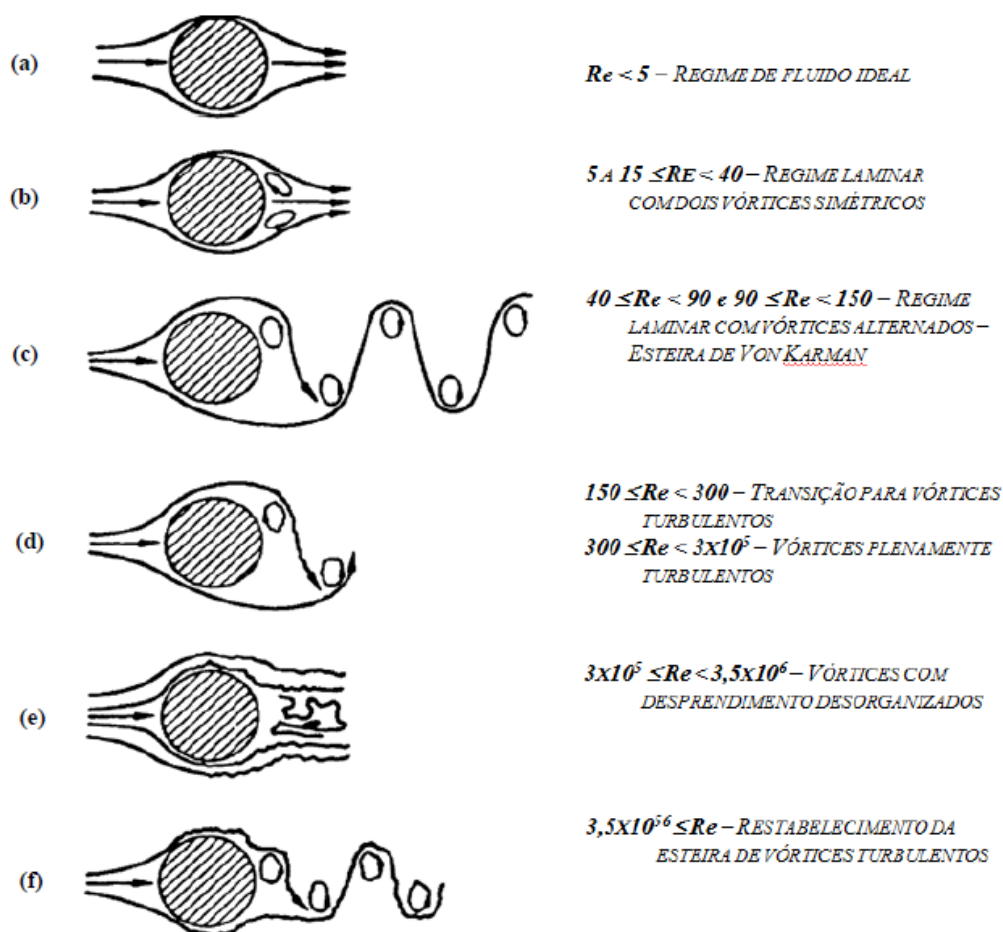 (a)
Re < 5 – REGIME DE FLUIDO IDEAL
(b)
5 A 15 ≤RE < 40 – REGIME LAMINAR
COM DOIS VÓRTICES SIMÉTRICOS
40 ≤Re < 90 e 90 ≤Re < 150 – REGIME
LAMINAR COM VÓRTICES ALTERNADOS –
(c)
ESTEIRA DE VON KARMAN
150 ≤Re < 300 – TRANSIÇÃO PARA VÓRTICES
TURBULENTOS
(d)
300 ≤Re < 3X10⁵ – VÓRTICES PLENAMENTE
TURBULENTOS
3X10⁵ ≤Re<3,5X10⁶ – VÓRTICES COM
DESPRENDIMENTO DESORGANIZADOS
(e)
3,5X10⁵⁶ ≤Re – RESTABELECIMENTO DA
ESTEIRA DE VÓRTICES TURBULENTOS
(f)